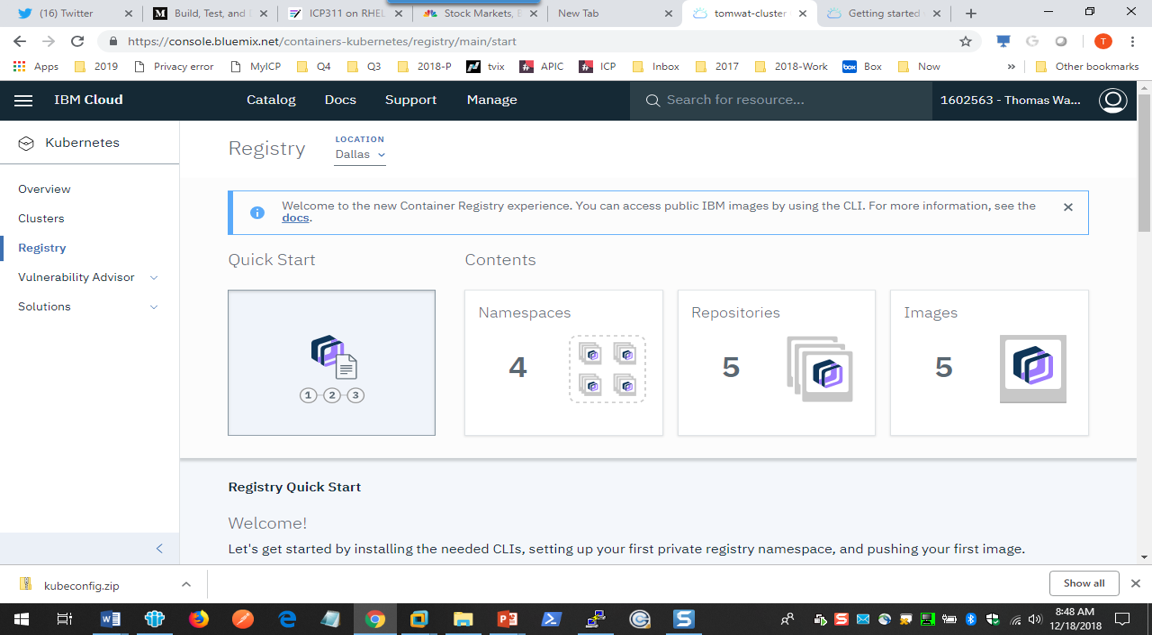 (16) Twitter
Build, Test, and
ICP311 on RHEL
Stock Markets,
New Tab
tomwat-cluster
Getting started
https://console.bluemix.net/containers-kubernetes/registry/main/start
T
Apps 2019 Privacy error MyICP Q4 Q3 2018-P tvix APIC ICP Inbox 2017 2018-Work Box Now » Other bookmarks
IBM Cloud Catalog Docs Support Manage Search for resource... 1602563 - Thomas Wa...
Kubernetes
Overview
Clusters
Registry
Vulnerability Advisor
Solutions
Registry
LOCATION
Dallas
Welcome to the new Container Registry experience. You can access public IBM images by using the CLI. For more information, see the
docs.
Quick Start
Contents
1 2 3
Namespaces
4
Repositories
5
Images
5
Registry Quick Start
Welcome!
Let's get started by installing the needed CLIs, setting up your first private registry namespace, and pushing your first image.
kubeconfig.zip
Show all
8:48 AM
12/18/2018